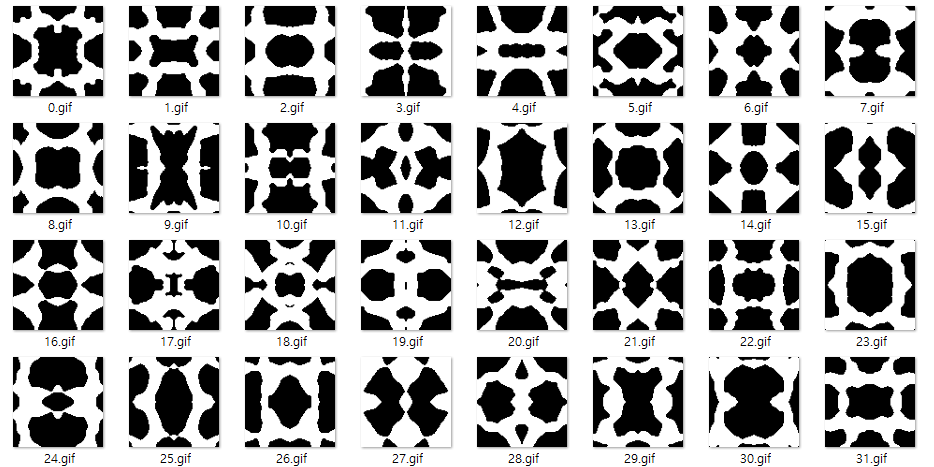 0.gif 1.gif 2.gif 3.gif 4.gif 5.gif 6.gif 7.gif
8.gif 9.gif 10.gif 11.gif 12.gif 13.gif 14.gif 15.gif
16.gif 17.gif 18.gif 19.gif 20.gif 21.gif 22.gif 23.gif
24.gif 25.gif 26.gif 27.gif 28.gif 29.gif 30.gif 31.gif